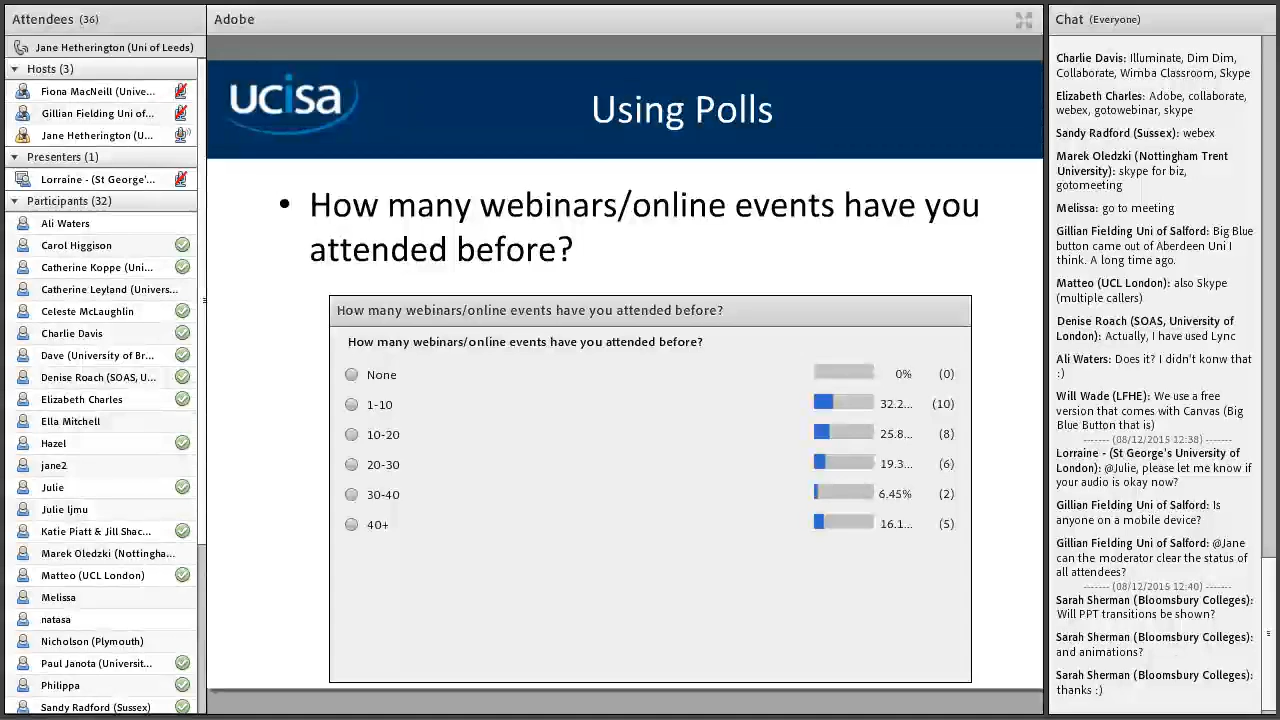 Attendees (36)
Jane Hetherington (Uni of Leeds)
Hosts (3)
Fiona MacNeill (Unive...
Gillian Fielding Uni of...
Jane Hetherington (U...
Presenters (1)
Lorraine - (St George'...
Participants (32)
Ali Waters
Carol Higgison
Catherine Koppe (Uni...
Catherine Leyland (Univers...
Celeste McLaughlin
Charlie Davis
Dave (University of Br...
Denise Roach (SOAS, U...
Elizabeth Charles
Ella Mitchell
Hazel
jane2
Julie
Julie ljmu
Katie Piatt & Jill Shac...
Marek Oledzki (Nottingha...
Matteo (UCL London)
Melissa
natasa
Nicholson (Plymouth)
Paul Janota (Universit...
Philippa
Sandy Radford (Sussex)
Adobe
ucisa
Using Polls
• How many webinars/online events have you
attended before?
How many webinars/online events have you attended before?
How many webinars/online events have you attended before?
None 0% (0)
1-10 32.2... (10)
10-20 25.8... (8)
20-30 19.3... (6)
30-40 6.45% (2)
40+ 16.1... (5)
Chat (Everyone)
Charlie Davis: Illuminate, Dim Dim,
Collaborate, Wimba Classroom, Skype
Elizabeth Charles: Adobe, collaborate,
webex, gotowebinar, skype
Sandy Radford (Sussex): webex
Marek Oledzki (Nottingham Trent
University): skype for biz,
gotomeeting
Melissa: go to meeting
Gillian Fielding Uni of Salford: Big Blue
button came out of Aberdeen Uni I
think. A long time ago.
Matteo (UCL London): also Skype
(multiple callers)
Denise Roach (SOAS, University of
London): Actually, I have used Lync
Ali Waters: Does it? I didn't konw that
:)
Will Wade (LFHE): We use a free
version that comes with Canvas (Big
Blue Button that is)
------- (08/12/2015 12:38) -------
Lorraine - (St George's University of
London): @Julie, please let me know if
your audio is okay now?
Gillian Fielding Uni of Salford: Is
anyone on a mobile device?
Gillian Fielding Uni of Salford: @Jane
can the moderator clear the status of
all attendees?
------- (08/12/2015 12:40) -------
Sarah Sherman (Bloomsbury Colleges):
Will PPT transitions be shown?
Sarah Sherman (Bloomsbury Colleges):
and animations?
Sarah Sherman (Bloomsbury Colleges):
thanks :)